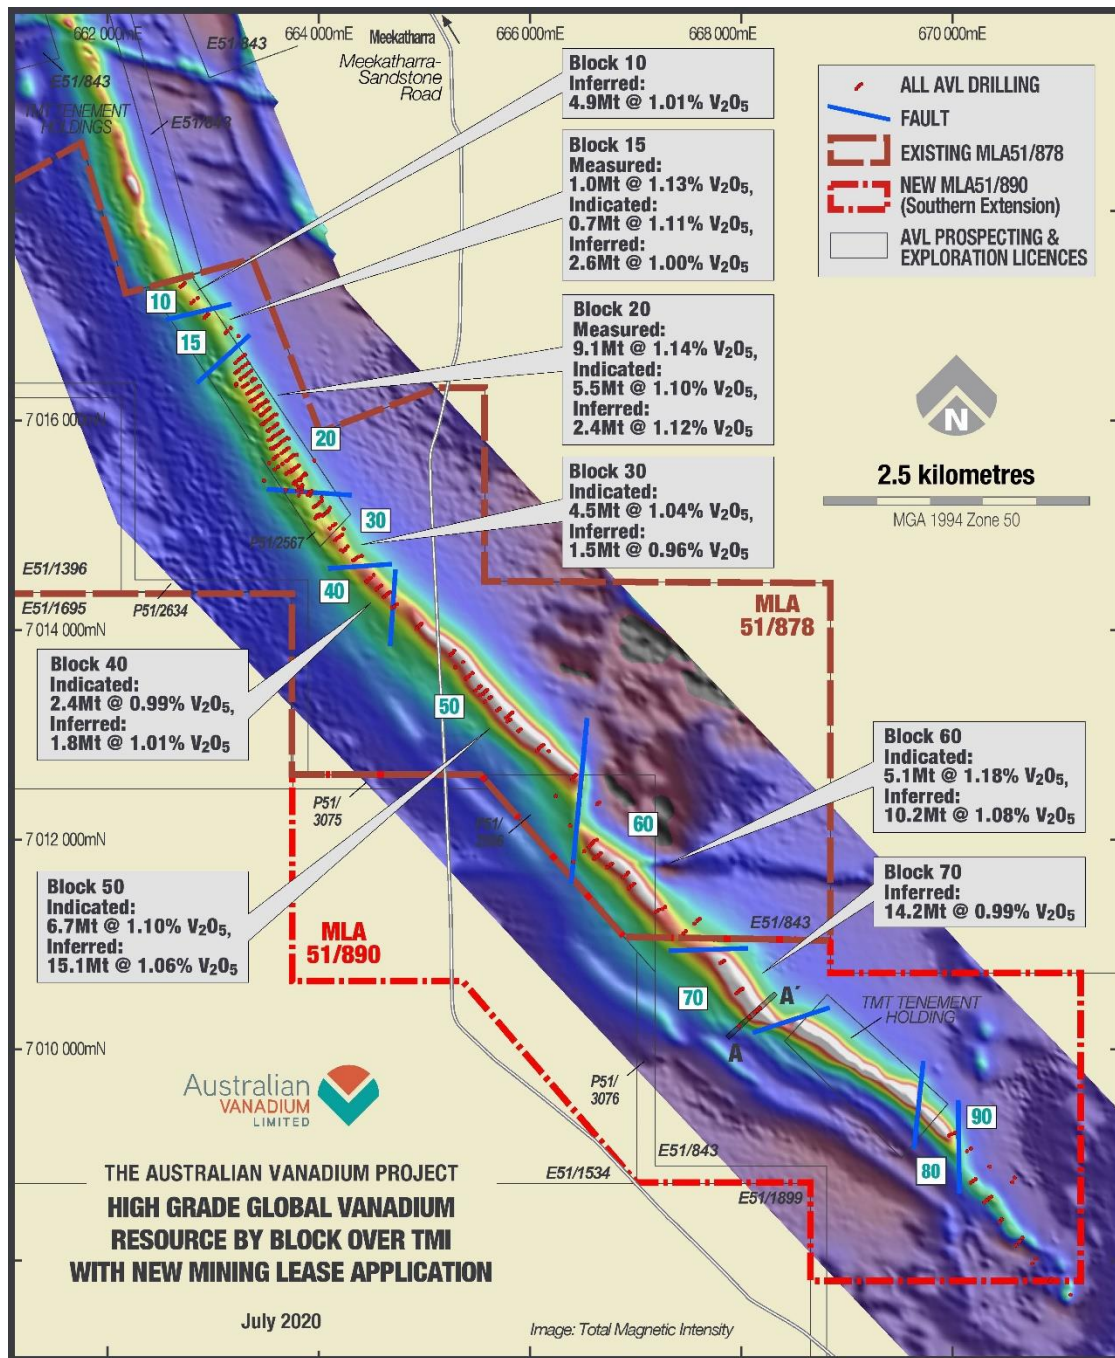 662 000mE
664 000mE
666 000mE
668 000mE
670 000mE
E51/843
Meekatharra
Meekatharra-
Sandstone
Road
E51/843
TMT TENEMENT
HOLDINGS
E51/843
Block 10
Inferred:
4.9Mt @ 1.01% V₂O₅
Block 15
Measured:
1.0Mt @ 1.13% V₂O₅,
Indicated:
0.7Mt @ 1.11% V₂O₅,
Inferred:
2.6Mt @ 1.00% V₂O₅
Block 20
Measured:
9.1Mt @ 1.14% V₂O₅,
Indicated:
5.5Mt @ 1.10% V₂O₅,
Inferred:
2.4Mt @ 1.12% V₂O₅
Block 30
Indicated:
4.5Mt @ 1.04% V₂O₅,
Inferred:
1.5Mt @ 0.96% V₂O₅
ALL AVL DRILLING
FAULT
EXISTING MLA51/878
NEW MLA51/890
(Southern Extension)
AVL PROSPECTING &
EXPLORATION LICENCES
N
2.5 kilometres
MGA 1994 Zone 50
10
15
7 016 000mN
20
30
P51/2567
E51/1396
E51/1695
P51/2634
40
7 014 000mN
MLA
51/878
Block 40
Indicated:
2.4Mt @ 0.99% V₂O₅,
Inferred:
1.8Mt @ 1.01% V₂O₅
50
Block 60
Indicated:
5.1Mt @ 1.18% V₂O₅,
Inferred:
10.2Mt @ 1.08% V₂O₅
P51/
3075
P51/
60
7 012 000mN
Block 50
Indicated:
6.7Mt @ 1.10% V₂O₅,
Inferred:
15.1Mt @ 1.06% V₂O₅
MLA
51/890
Block 70
Inferred:
14.2Mt @ 0.99% V₂O₅
E51/843
70
A´
A
TMT TENEMENT
HOLDING
7 010 000mN
P51/
3076
90
80
E51/843
E51/1534
E51/1899
Australian
VANADIUM
LIMITED
THE AUSTRALIAN VANADIUM PROJECT
HIGH GRADE GLOBAL VANADIUM
RESOURCE BY BLOCK OVER TMI
WITH NEW MINING LEASE APPLICATION
July 2020
Image: Total Magnetic Intensity